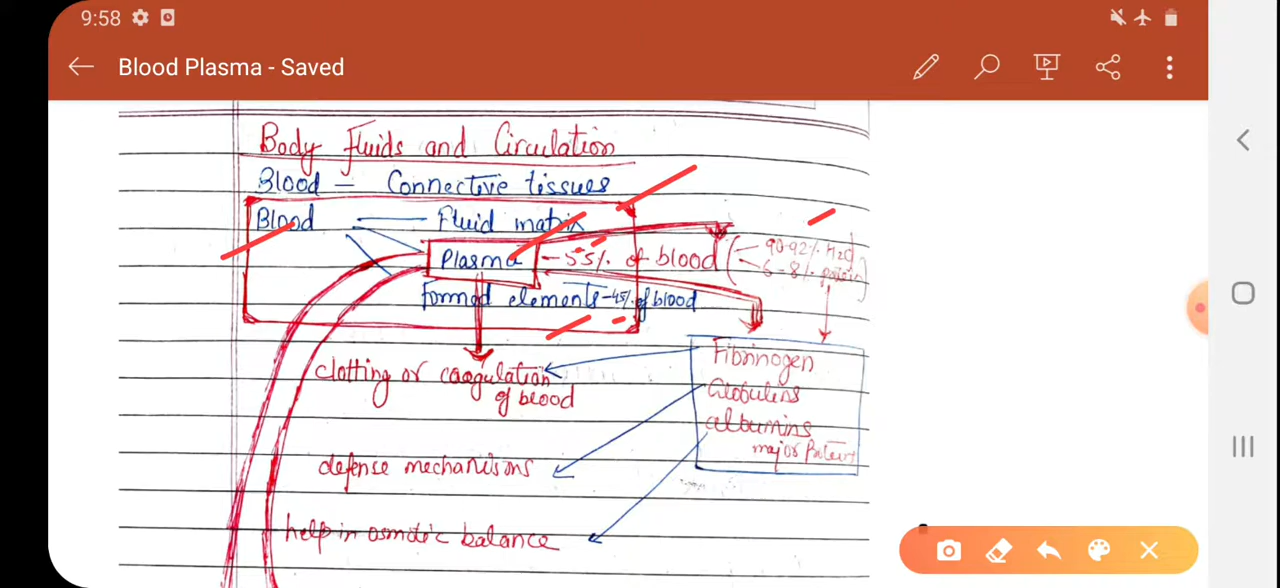 9:58
Blood Plasma - Saved
Body Fluids and Circulation
Blood - Connective tissues
Blood - Fluid matrix
Plasma - 55% of blood
90-92% H2O
6-8% protein
Formed elements - 45% of blood
Fibrinogen
Globulins
albumins
major Protein
clotting or coagulation
of blood
defense mechanisms
help in osmotic balance